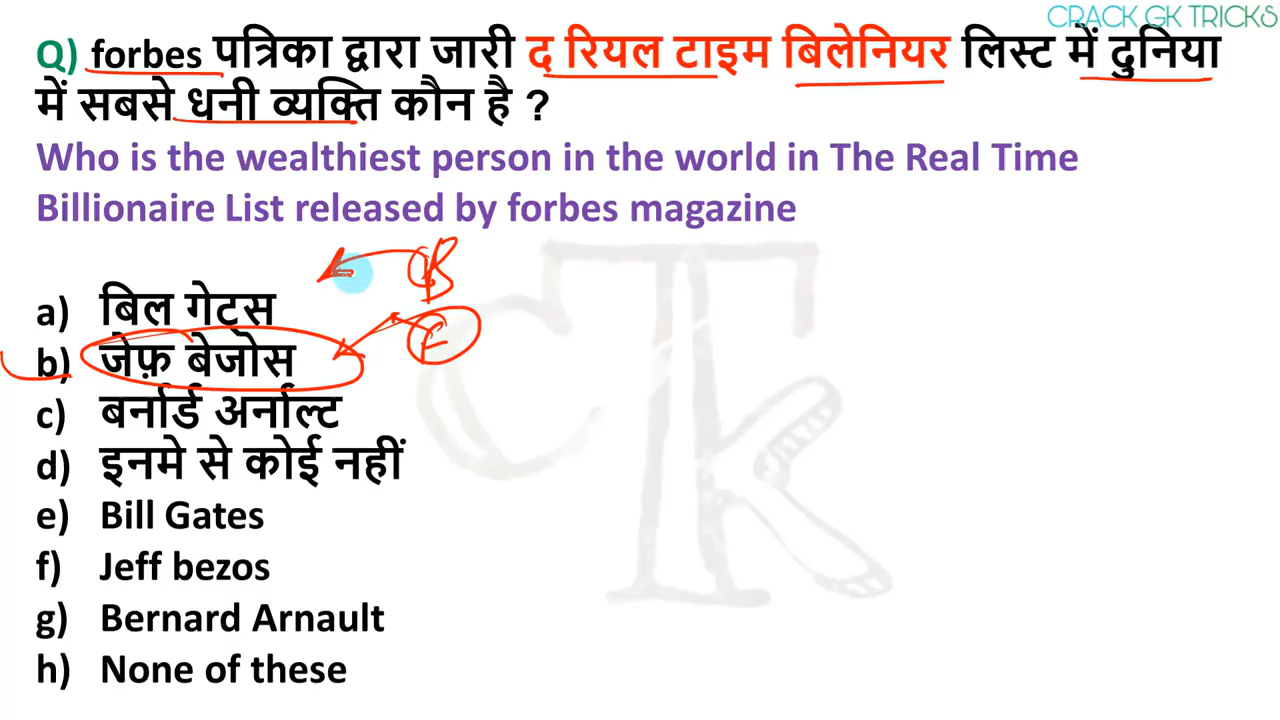 CRACK GK TRICKS
Q) forbes पत्रिका द्वारा जारी द रियल टाइम बिलेनियर लिस्ट में दुनिया
में सबसे धनी व्यक्ति कौन है ?
Who is the wealthiest person in the world in The Real Time
Billionaire List released by forbes magazine
B
a) बिल गेट्स
F
b) जेफ़ बेजोस
c) बर्नार्ड अर्नाल्ट
d) इनमे से कोई नहीं
e) Bill Gates
f) Jeff bezos
g) Bernard Arnault
h) None of these
CTK